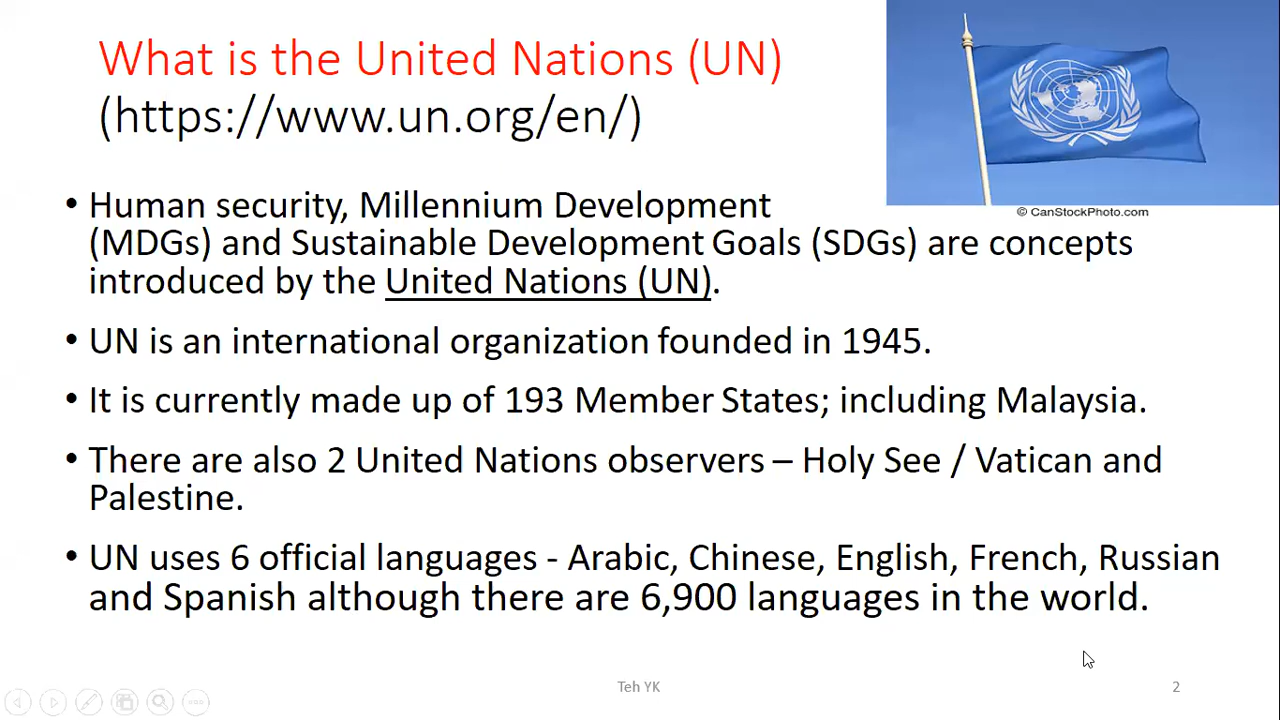 What is the United Nations (UN)
(https://www.un.org/en/)
© CanStockPhoto.com
• Human security, Millennium Development
(MDGs) and Sustainable Development Goals (SDGs) are concepts
introduced by the United Nations (UN).
• UN is an international organization founded in 1945.
• It is currently made up of 193 Member States; including Malaysia.
• There are also 2 United Nations observers – Holy See / Vatican and
Palestine.
• UN uses 6 official languages - Arabic, Chinese, English, French, Russian
and Spanish although there are 6,900 languages in the world.
Teh YK
2